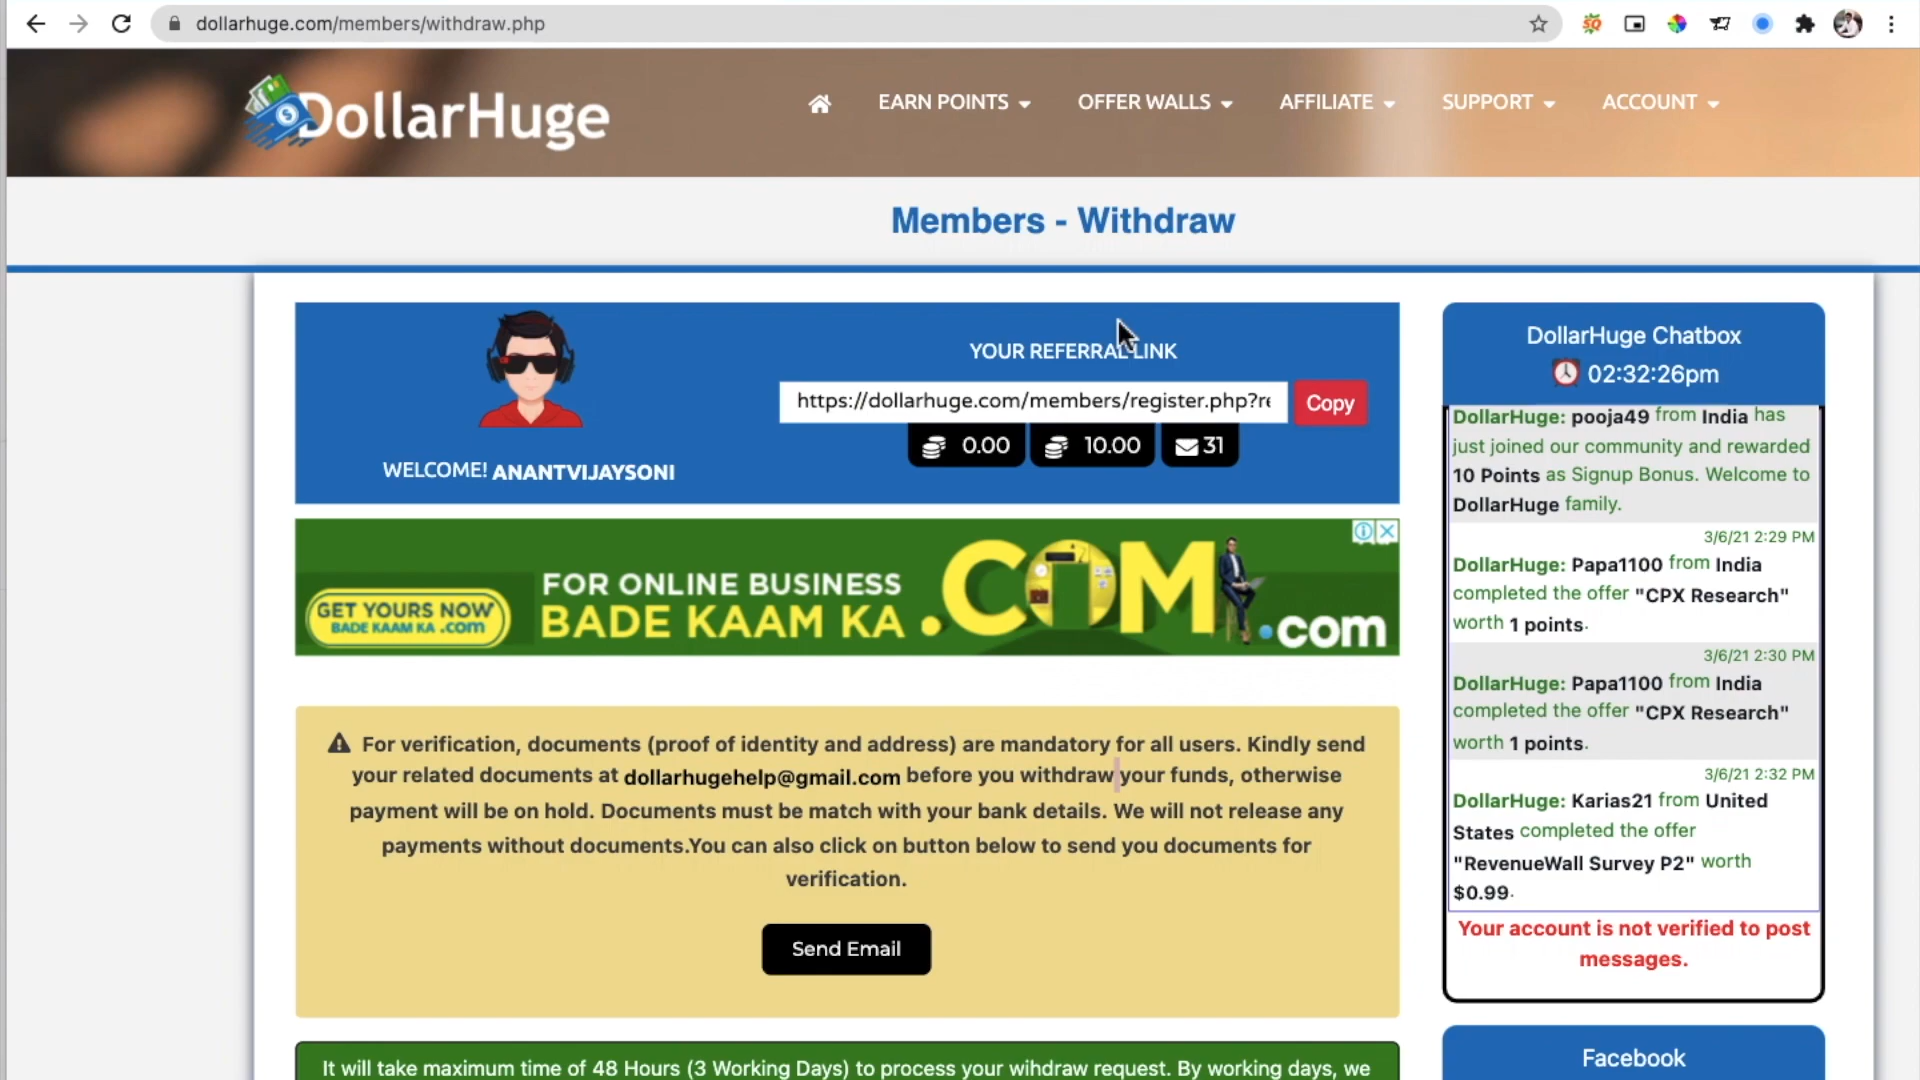 dollarhuge.com/members/withdraw.php
DollarHuge
EARN POINTS
OFFER WALLS
AFFILIATE
SUPPORT
ACCOUNT
Members - Withdraw
WELCOME! ANANTVIJAYSONI
YOUR REFERRAL LINK
https://dollarhuge.com/members/register.php?re
Copy
0.00
10.00
31
GET YOURS NOW
BADE KAAM KA .COM
FOR ONLINE BUSINESS
BADE KAAM KA
.COM
.com
For verification, documents (proof of identity and address) are mandatory for all users. Kindly send
your related documents at dollarhugehelp@gmail.com before you withdraw your funds, otherwise
payment will be on hold. Documents must be match with your bank details. We will not release any
payments without documents.You can also click on button below to send you documents for
verification.
Send Email
It will take maximum time of 48 Hours (3 Working Days) to process your wihdraw request. By working days, we
DollarHuge Chatbox
02:32:26pm
DollarHuge: pooja49 from India has
just joined our community and rewarded
10 Points as Signup Bonus. Welcome to
DollarHuge family.
3/6/21 2:29 PM
DollarHuge: Papa1100 from India
completed the offer "CPX Research"
worth 1 points.
3/6/21 2:30 PM
DollarHuge: Papa1100 from India
completed the offer "CPX Research"
worth 1 points.
3/6/21 2:32 PM
DollarHuge: Karias21 from United
States completed the offer
"RevenueWall Survey P2" worth
$0.99.
Your account is not verified to post
messages.
Facebook